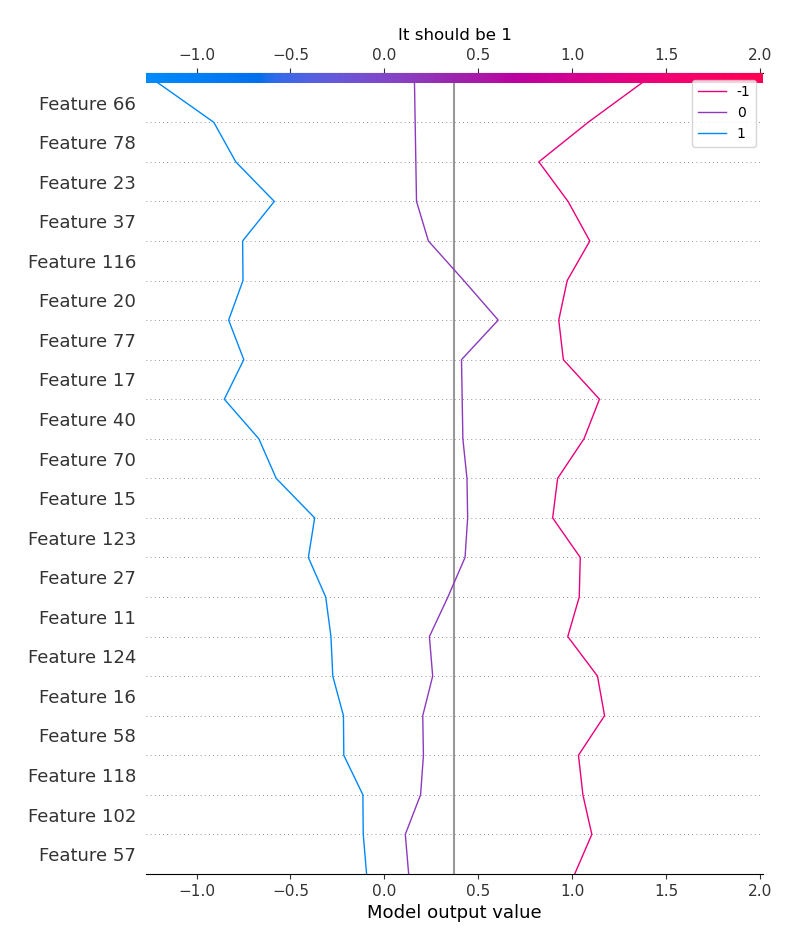 It should be 1
−1.0 −0.5 0.0 0.5 1.0 1.5 2.0
-1
0
1
Feature 66
Feature 78
Feature 23
Feature 37
Feature 116
Feature 20
Feature 77
Feature 17
Feature 40
Feature 70
Feature 15
Feature 123
Feature 27
Feature 11
Feature 124
Feature 16
Feature 58
Feature 118
Feature 102
Feature 57
−1.0 −0.5 0.0 0.5 1.0 1.5 2.0
Model output value